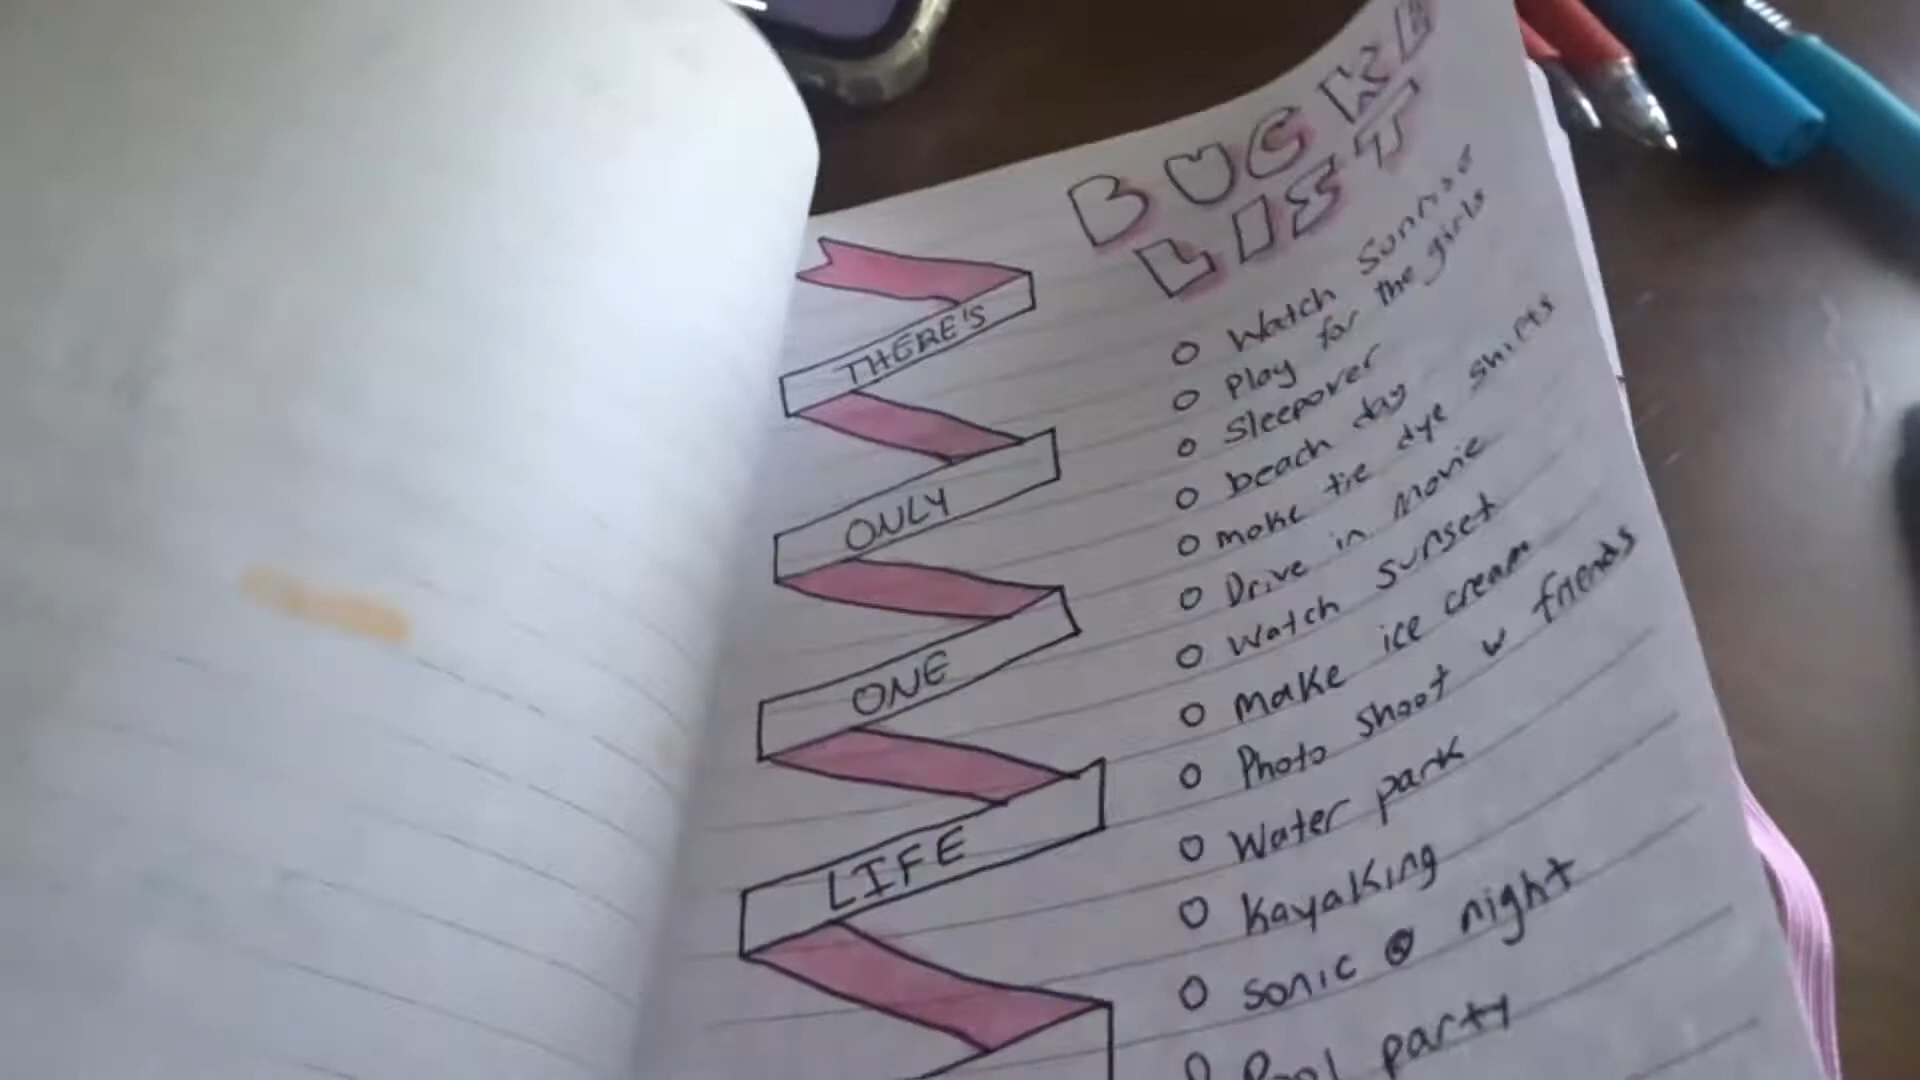 BUCKET
LIST
THERE'S
ONLY
ONE
LIFE
Watch Sunrise
Play for the girls
Sleepover
beach day
make tie dye shirts
Drive in Movie
Watch sunset
make ice cream
Photo shoot w friends
Water park
Kayaking
Sonic @ night
Pool party